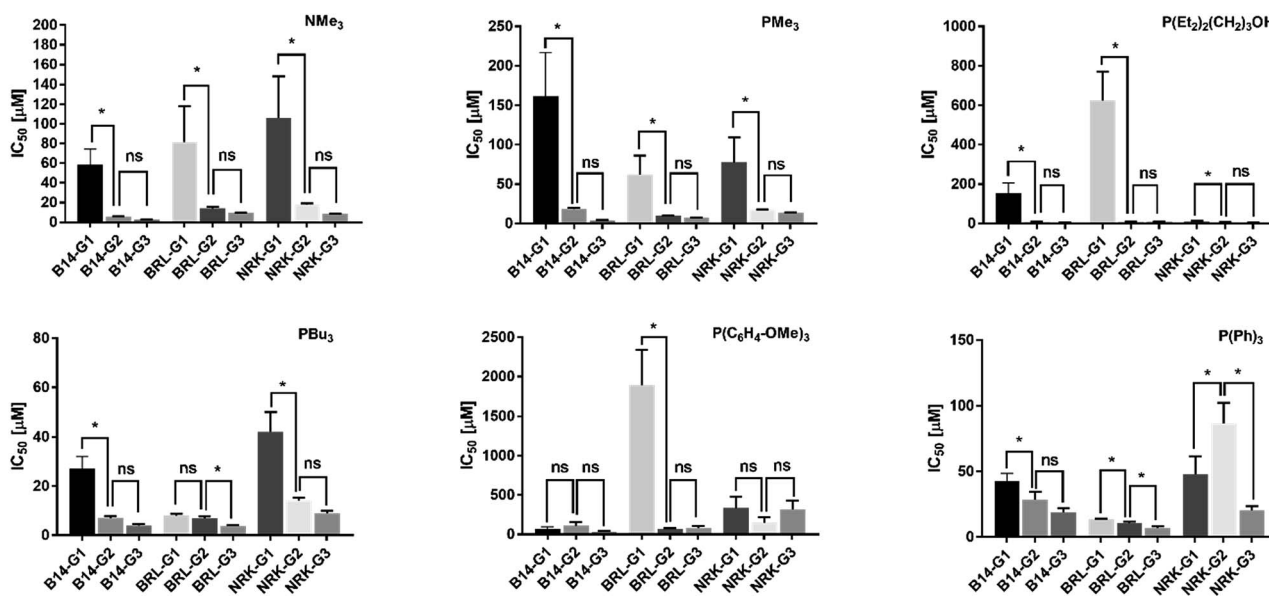 NMe3
IC50 [µM]
200
180
160
140
120
100
80
60
40
20
0
*
ns
*
ns
*
ns
B14-G1
B14-G2
B14-G3
BRL-G1
BRL-G2
BRL-G3
NRK-G1
NRK-G2
NRK-G3
PMe3
IC50 [µM]
250
200
150
100
50
0
*
ns
*
ns
*
ns
B14-G1
B14-G2
B14-G3
BRL-G1
BRL-G2
BRL-G3
NRK-G1
NRK-G2
NRK-G3
P(Et2)2(CH2)3OH
IC50 [µM]
1000
800
600
400
200
0
*
ns
*
ns
*
ns
B14-G1
B14-G2
B14-G3
BRL-G1
BRL-G2
BRL-G3
NRK-G1
NRK-G2
NRK-G3
PBu3
IC50 [µM]
80
60
40
20
0
*
ns
ns
*
*
ns
B14-G1
B14-G2
B14-G3
BRL-G1
BRL-G2
BRL-G3
NRK-G1
NRK-G2
NRK-G3
P(C6H4-OMe)3
IC50 [µM]
2500
2000
1500
1000
500
0
ns
ns
*
ns
ns
ns
B14-G1
B14-G2
B14-G3
BRL-G1
BRL-G2
BRL-G3
NRK-G1
NRK-G2
NRK-G3
P(Ph)3
IC50 [µM]
150
100
50
0
*
ns
*
*
*
*
B14-G1
B14-G2
B14-G3
BRL-G1
BRL-G2
BRL-G3
NRK-G1
NRK-G2
NRK-G3